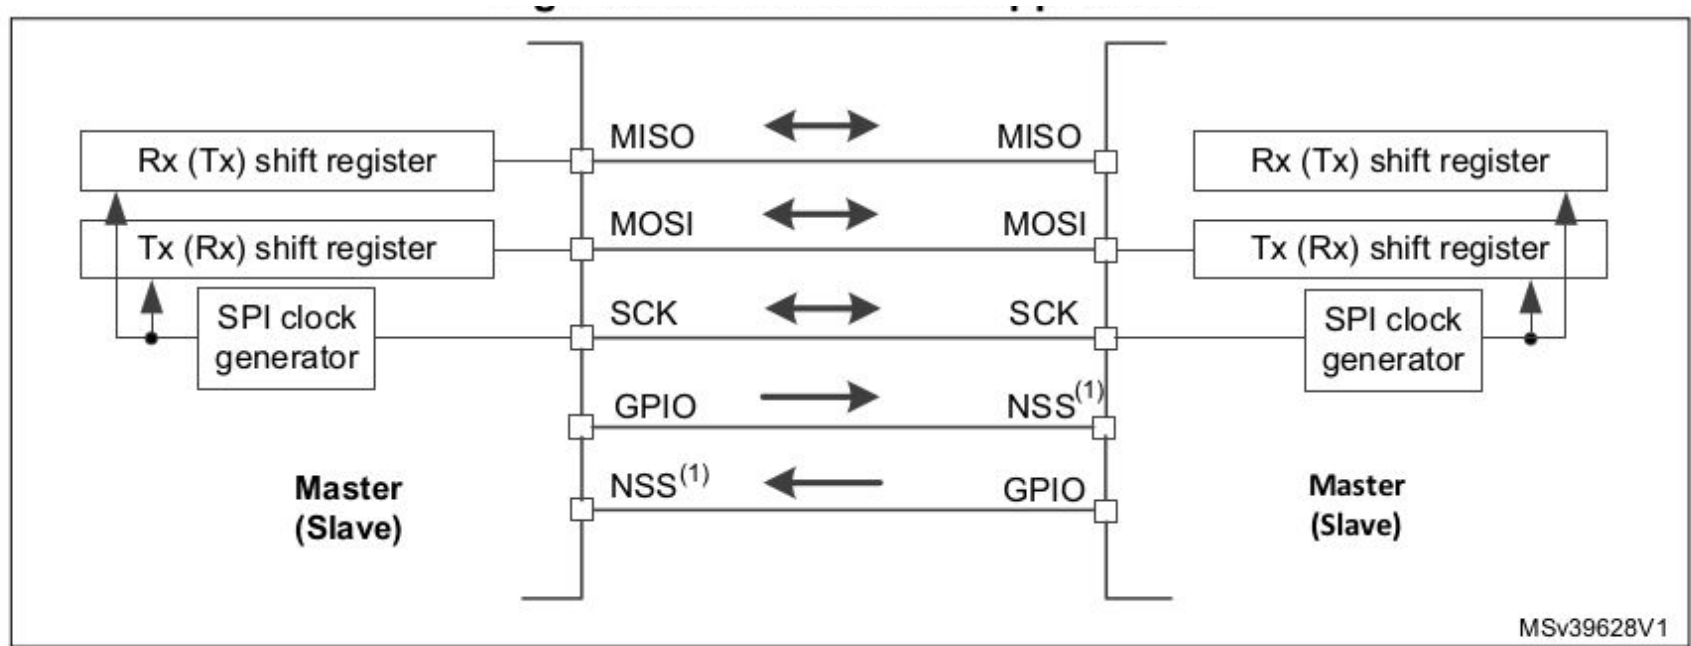 MISO
MISO
Rx (Tx) shift register
Rx (Tx) shift register
MOSI
MOSI
Tx (Rx) shift register
Tx (Rx) shift register
SPI clock
generator
SCK
SCK
SPI clock
generator
GPIO
NSS(1)
NSS(1)
GPIO
Master
(Slave)
Master
(Slave)
MSv39628V1